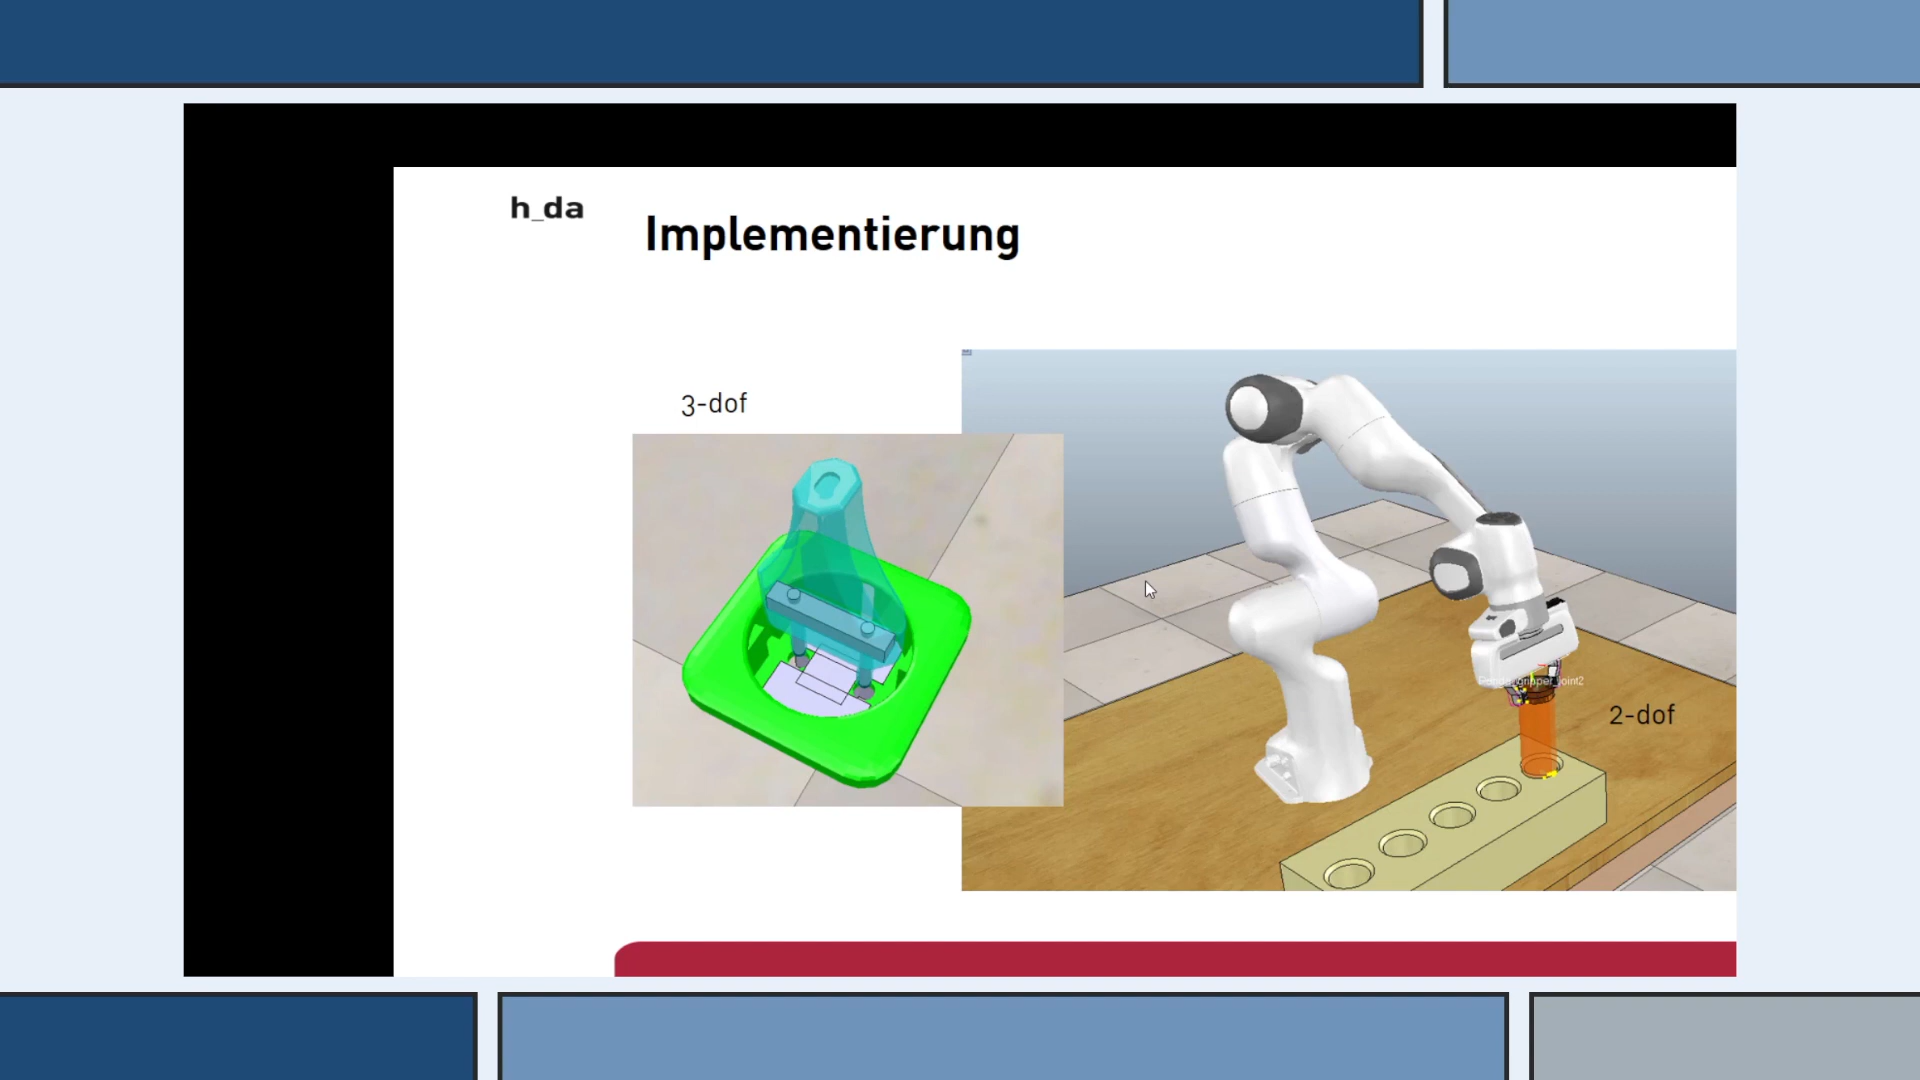 h_da
Implementierung
3-dof
2-dof